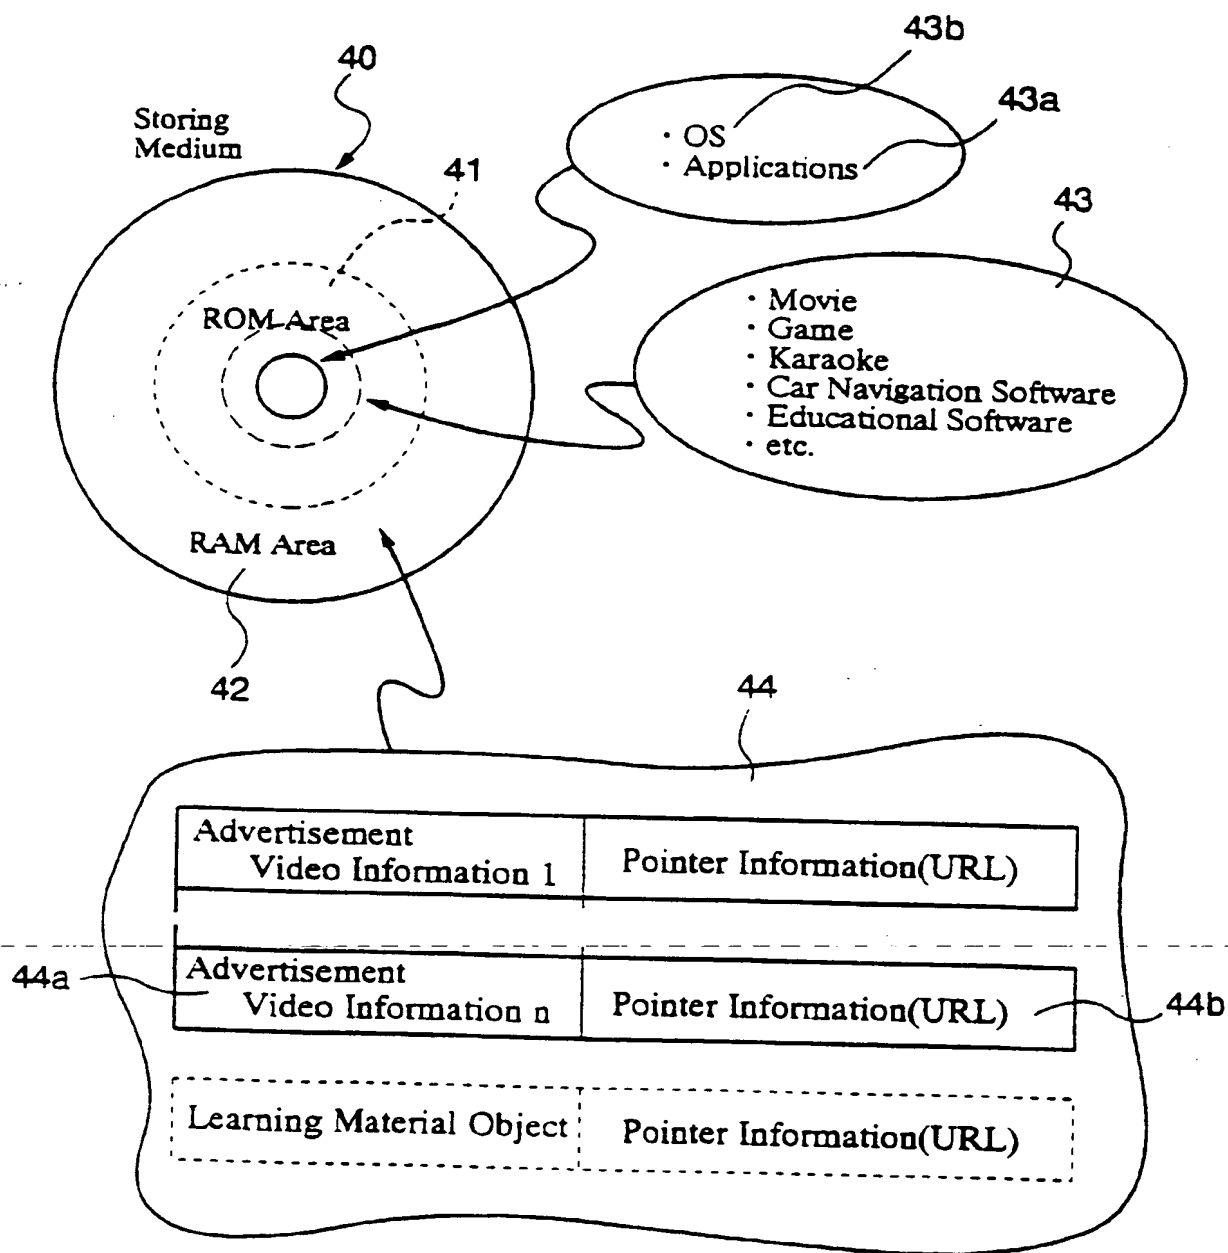 43b
40
43a
Storing
Medium
· OS
· Applications
41
43
ROM Area
· Movie
· Game
· Karaoke
· Car Navigation Software
· Educational Software
· etc.
RAM Area
42
44
Advertisement
Video Information 1
Pointer Information(URL)
44a
Advertisement
Video Information n
Pointer Information(URL)
44b
Learning Material Object
Pointer Information(URL)